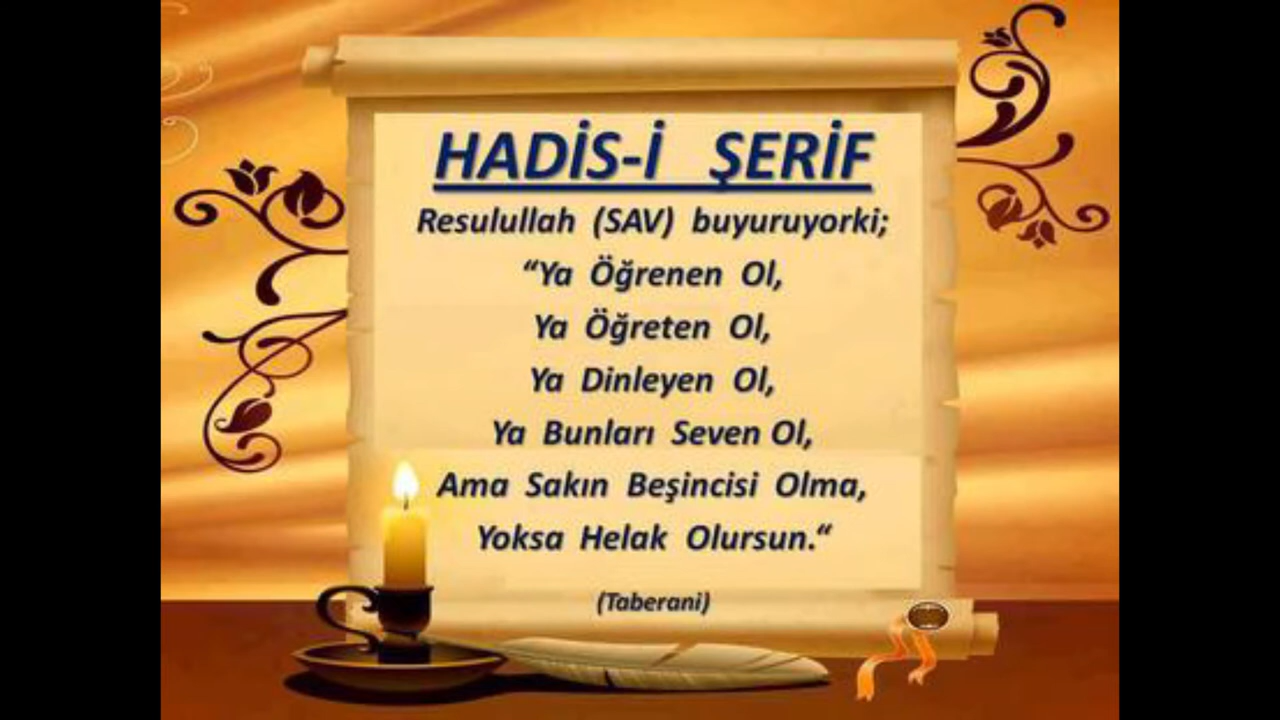 HADİS-İ ŞERİF
Resulullah (SAV) buyuruyorki;
“Ya Öğrenen Ol,
Ya Öğreten Ol,
Ya Dinleyen Ol,
Ya Bunları Seven Ol,
Ama Sakın Beşincisi Olma,
Yoksa Helak Olursun.“
(Taberani)